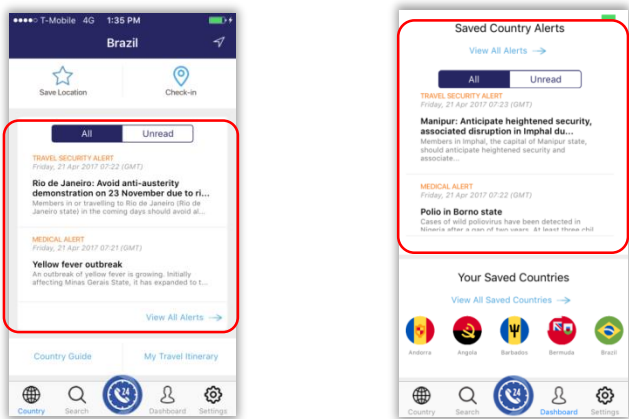 T-Mobile 4G 1:35 PM
Brazil
Save Location Check-in
All Unread
TRAVEL SECURITY ALERT
Friday, 21 Apr 2017 07:22 (GMT)
Rio de Janeiro: Avoid anti-austerity
demonstration on 23 November due to ri...
Members in or travelling to Rio de Janeiro (Rio de
Janeiro state) in the coming days should avoid al...
MEDICAL ALERT
Friday, 21 Apr 2017 07:21 (GMT)
Yellow fever outbreak
An outbreak of yellow fever is growing. Initially
affecting Minas Gerais State, it has expanded to t...
View All Alerts
Country Guide My Travel Itinerary
24
Country Search Dashboard Settings
Saved Country Alerts
View All Alerts
All Unread
TRAVEL SECURITY ALERT
Friday, 21 Apr 2017 07:23 (GMT)
Manipur: Anticipate heightened security,
associated disruption in Imphal du...
Members in Imphal, the capital of Manipur state,
should anticipate heightened security and
associate...
MEDICAL ALERT
Friday, 21 Apr 2017 07:22 (GMT)
Polio in Borno state
Cases of wild poliovirus have been detected in
Nigeria after a gap of two years. At least three chil
Your Saved Countries
View All Saved Countries
Andorra Angola Barbados Bermuda Brazil
24
Country Search Dashboard Settings